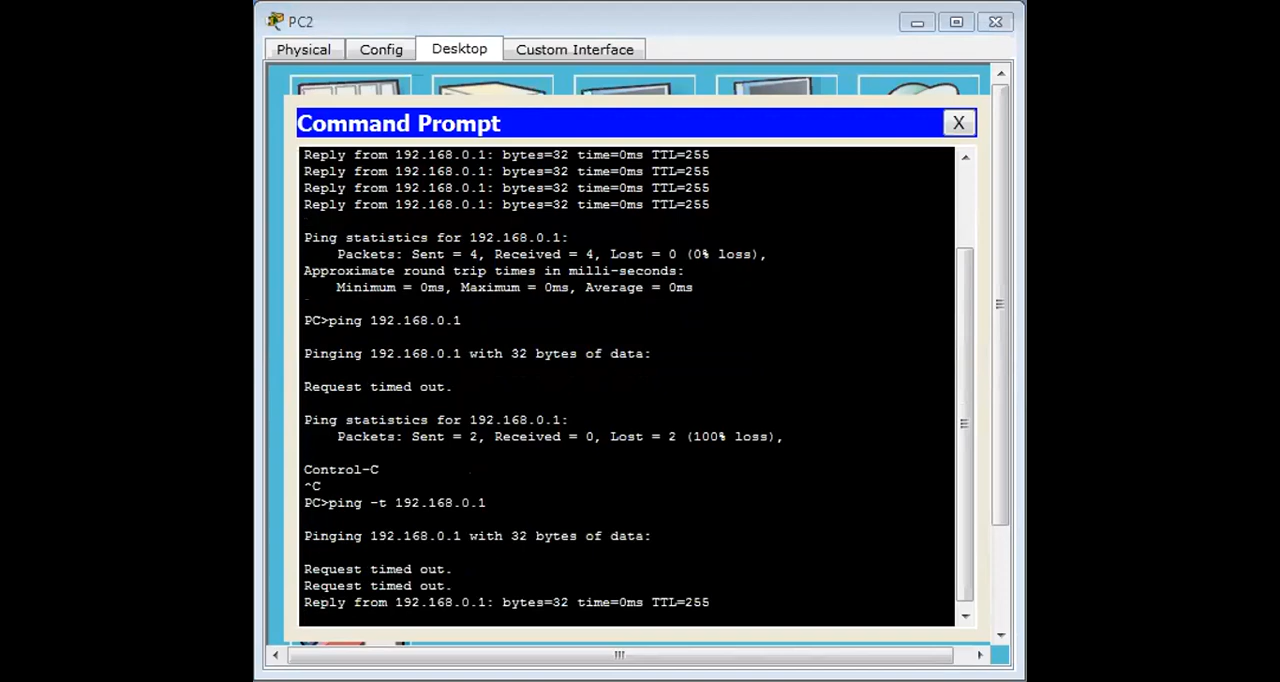 PC2
Physical Config Desktop Custom Interface
Command Prompt X
Reply from 192.168.0.1: bytes=32 time=0ms TTL=255
Reply from 192.168.0.1: bytes=32 time=0ms TTL=255
Reply from 192.168.0.1: bytes=32 time=0ms TTL=255
Reply from 192.168.0.1: bytes=32 time=0ms TTL=255
Ping statistics for 192.168.0.1:
Packets: Sent = 4, Received = 4, Lost = 0 (0% loss),
Approximate round trip times in milli-seconds:
Minimum = 0ms, Maximum = 0ms, Average = 0ms
PC>ping 192.168.0.1
Pinging 192.168.0.1 with 32 bytes of data:
Request timed out.
Ping statistics for 192.168.0.1:
Packets: Sent = 2, Received = 0, Lost = 2 (100% loss),
Control-C
^C
PC>ping -t 192.168.0.1
Pinging 192.168.0.1 with 32 bytes of data:
Request timed out.
Request timed out.
Reply from 192.168.0.1: bytes=32 time=0ms TTL=255